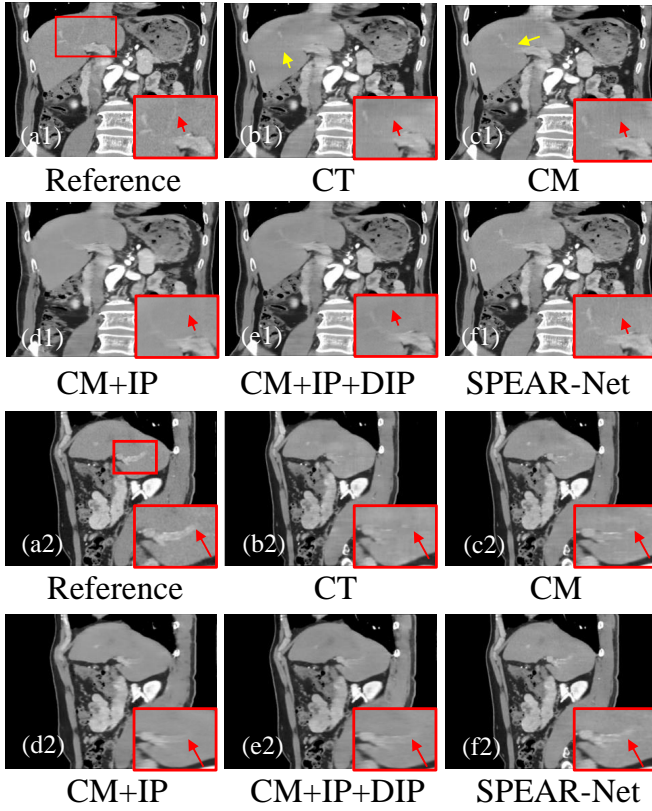 (a1) (b1) (c1)
Reference CT CM
(d1) (e1) (f1)
CM+IP CM+IP+DIP SPEAR-Net
(a2) (b2) (c2)
Reference CT CM
(d2) (e2) (f2)
CM+IP CM+IP+DIP SPEAR-Net